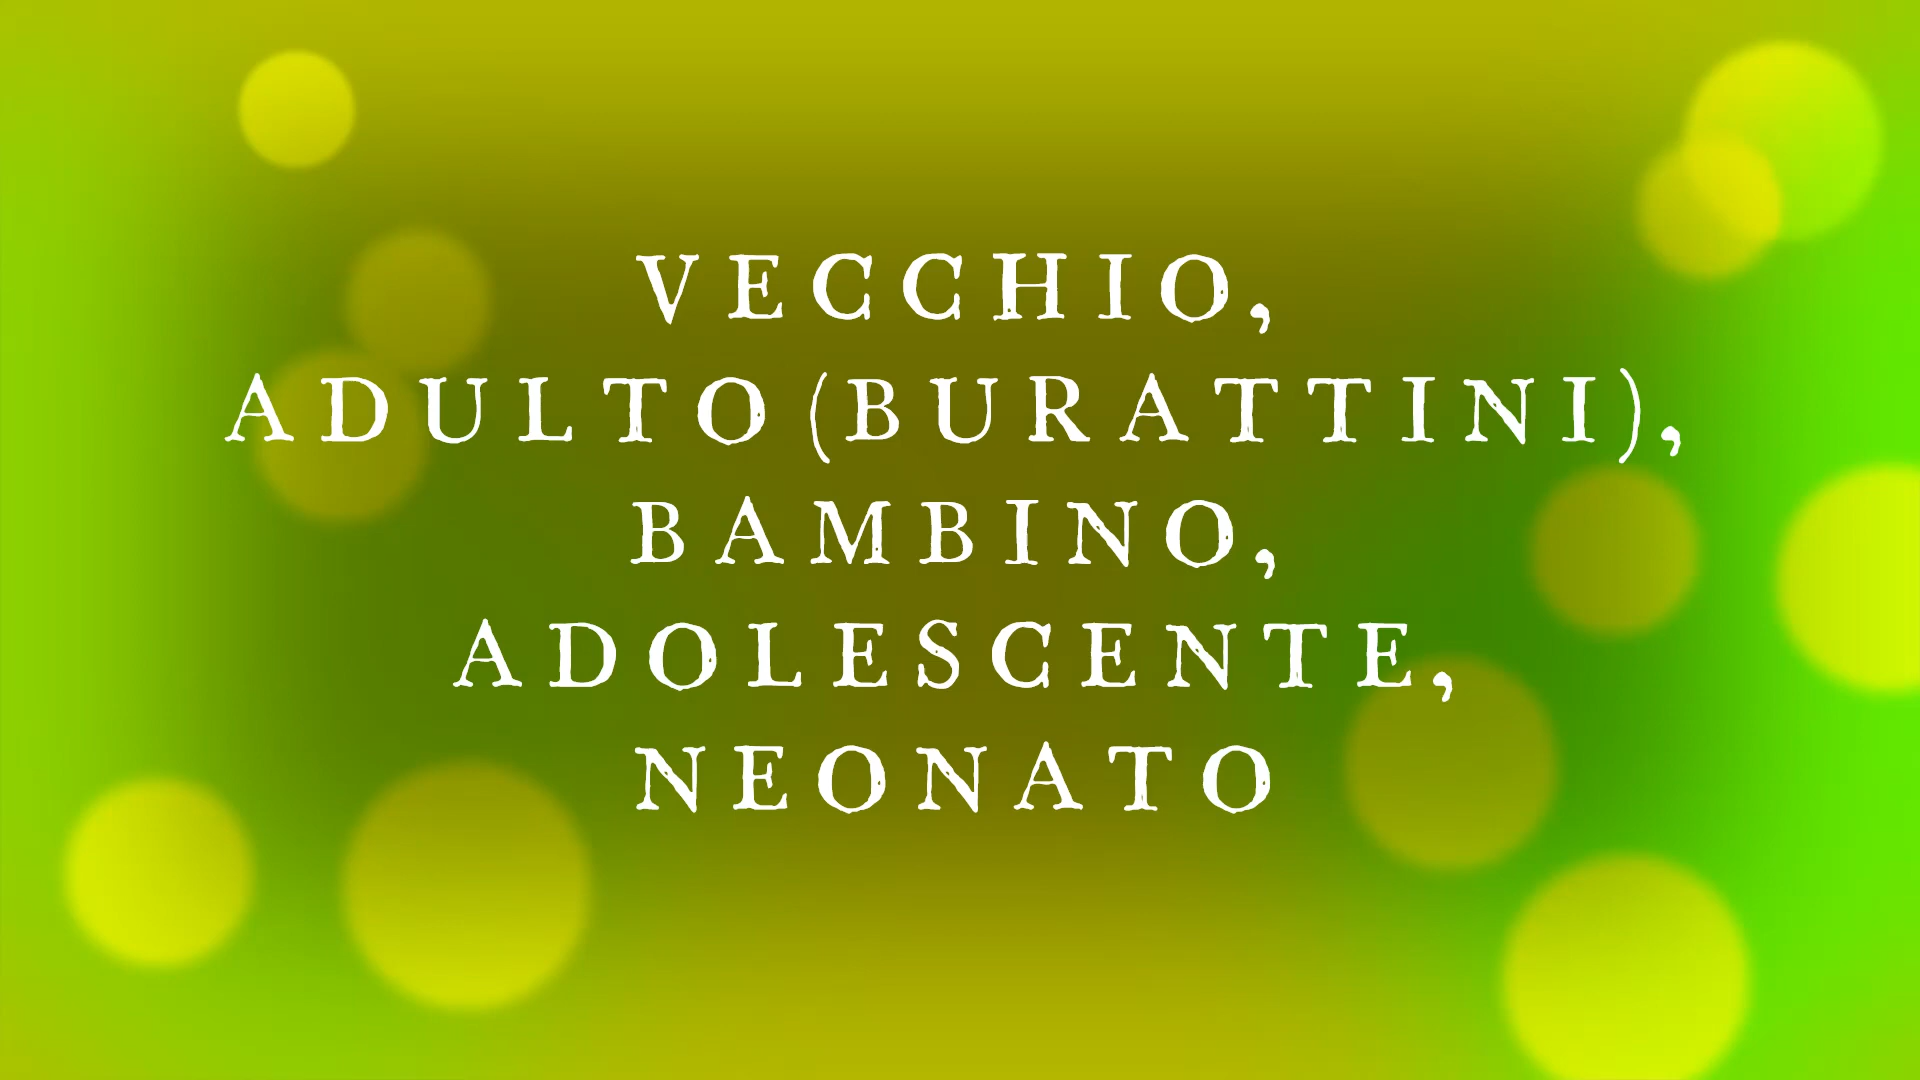 VECCHIO,
ADULTO(BURATTINI),
BAMBINO,
ADOLESCENTE,
NEONATO